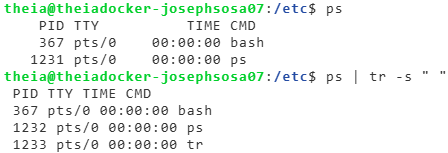 theia@theiadocker-josephsosa07:/etc$ ps
    PID TTY          TIME CMD
    367 pts/0    00:00:00 bash
   1231 pts/0    00:00:00 ps
theia@theiadocker-josephsosa07:/etc$ ps | tr -s " "
 PID TTY TIME CMD
 367 pts/0 00:00:00 bash
 1232 pts/0 00:00:00 ps
 1233 pts/0 00:00:00 tr